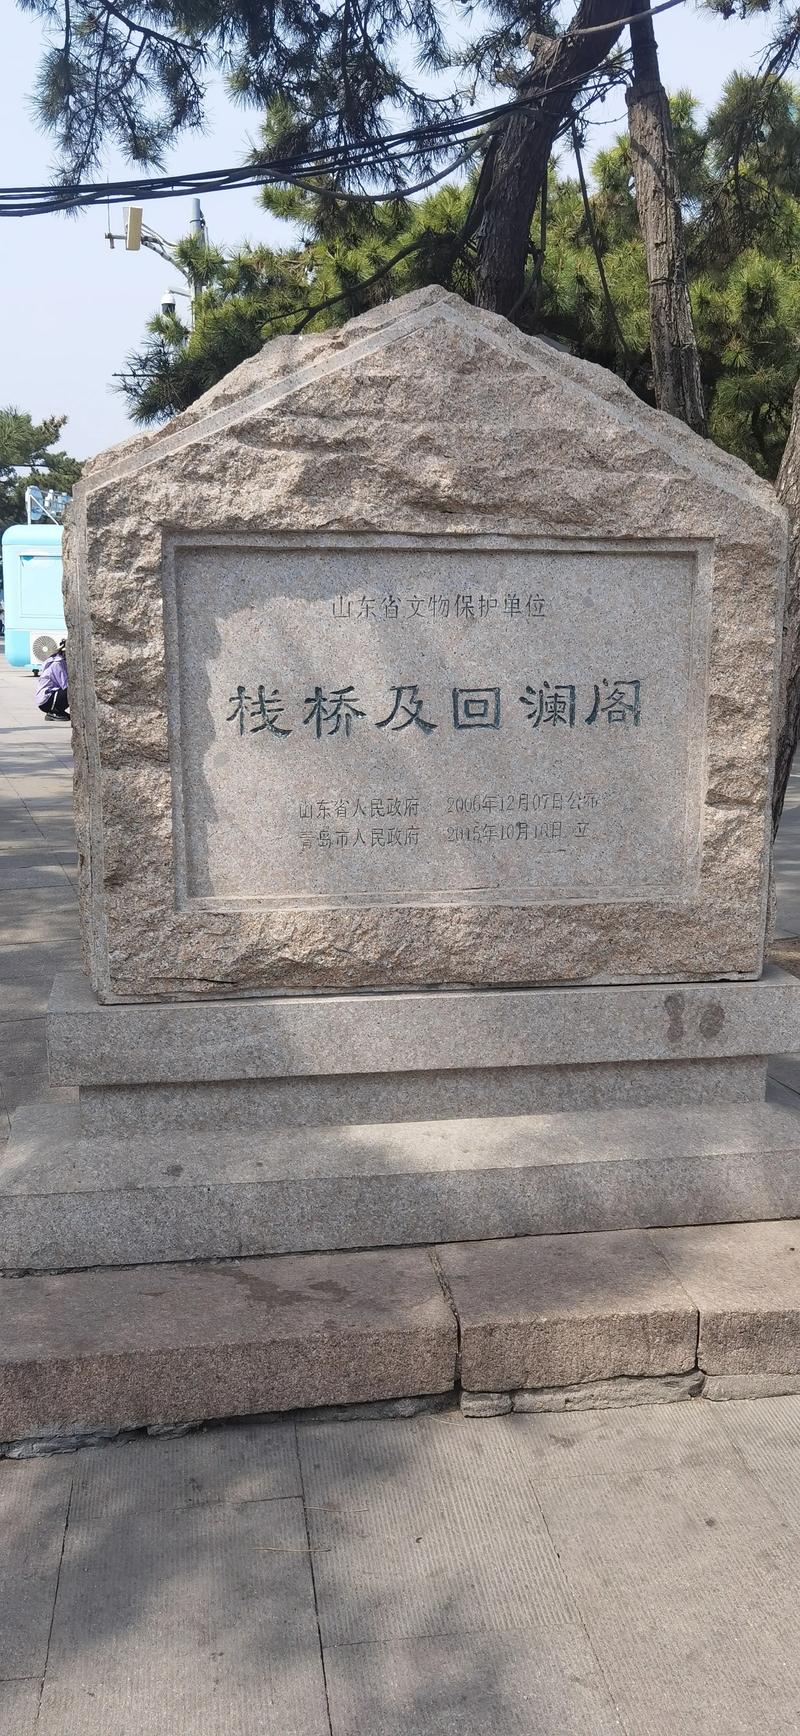 山东省文物保护单位
栈桥及回澜阁
山东省人民政府 2006年12月07日公布
青岛市人民政府 2015年10月16日 立